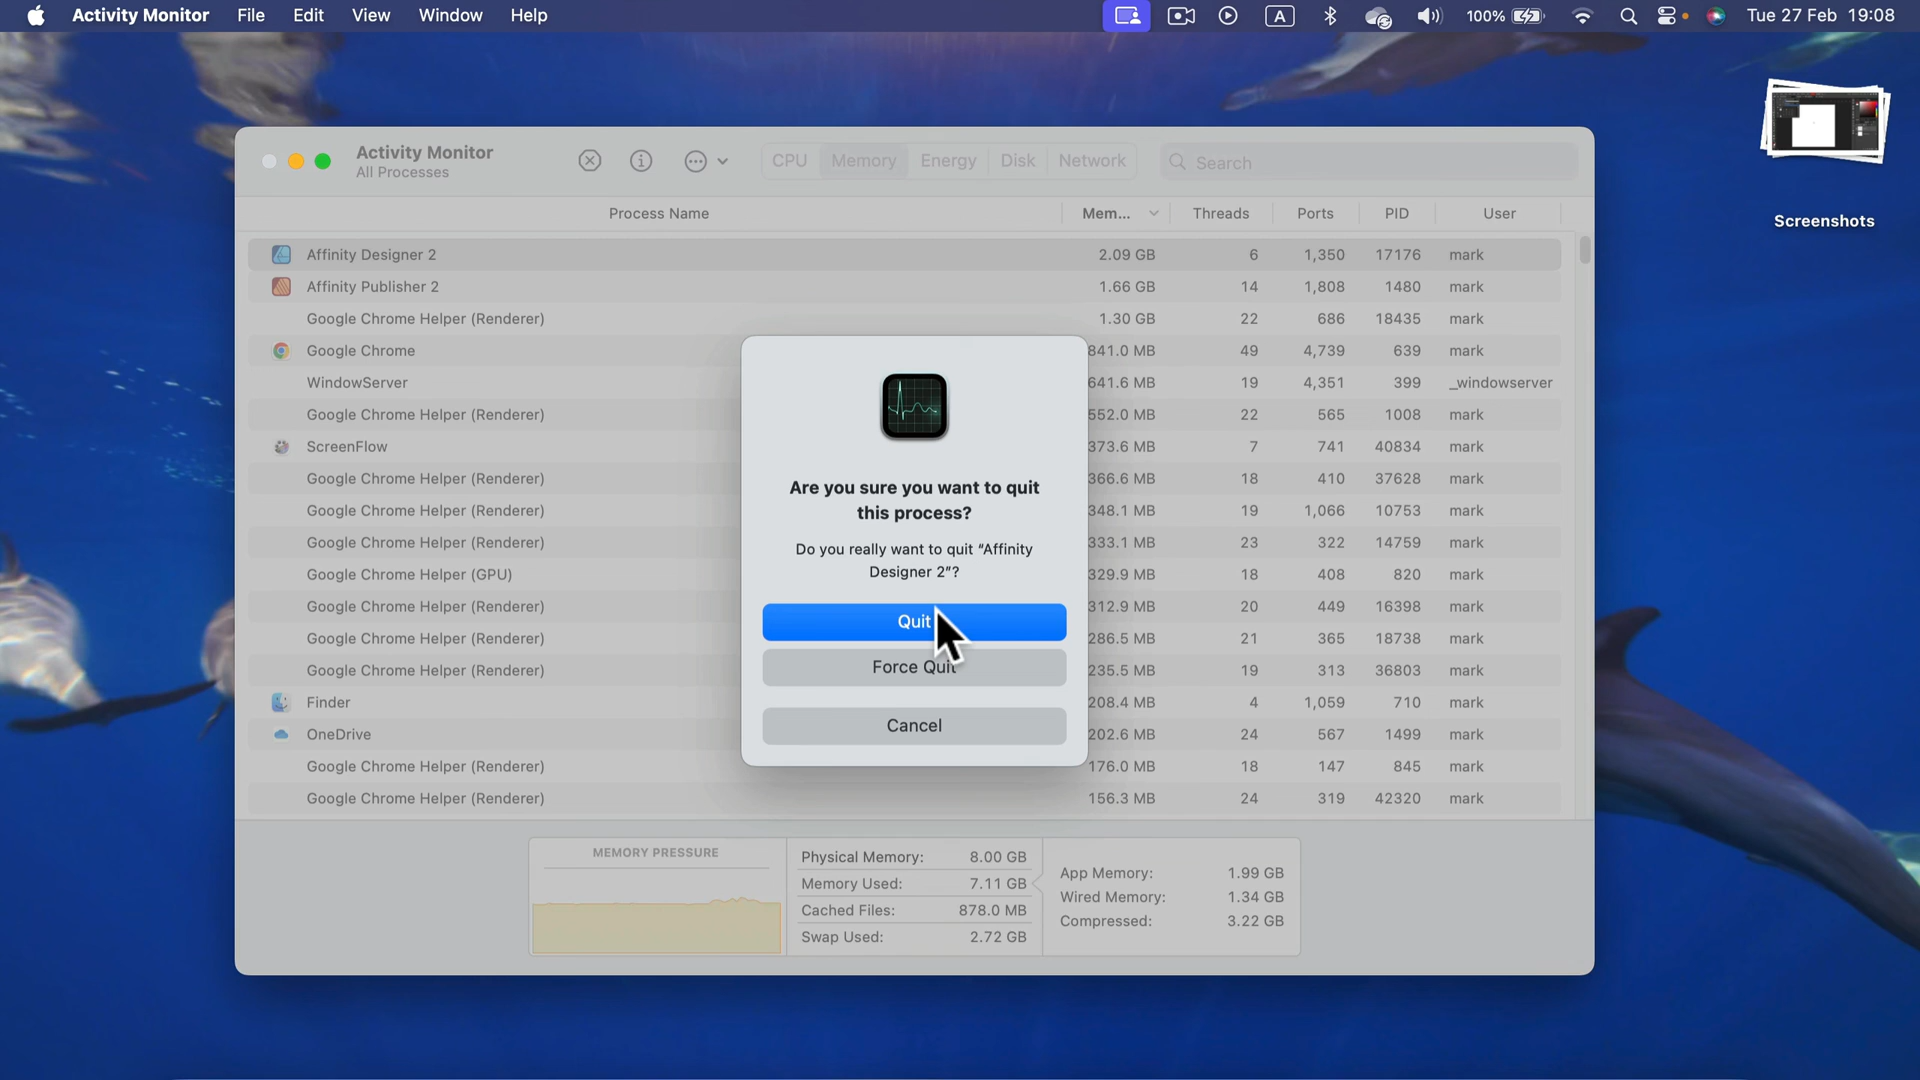 Activity Monitor File Edit View Window Help A 100% Tue 27 Feb 19:08
Screenshots
Activity Monitor
All Processes
CPU Memory Energy Disk Network Search
Process Name Mem... Threads Ports PID User
Affinity Designer 2 2.09 GB 6 1,350 17176 mark
Affinity Publisher 2 1.66 GB 14 1,808 1480 mark
Google Chrome Helper (Renderer) 1.30 GB 22 686 18435 mark
Google Chrome 841.0 MB 49 4,739 639 mark
WindowServer 641.6 MB 19 4,351 399 _windowserver
Google Chrome Helper (Renderer) 552.0 MB 22 565 1008 mark
ScreenFlow 373.6 MB 7 741 40834 mark
Google Chrome Helper (Renderer) 366.6 MB 18 410 37628 mark
Google Chrome Helper (Renderer) 348.1 MB 19 1,066 10753 mark
Google Chrome Helper (Renderer) 333.1 MB 23 322 14759 mark
Google Chrome Helper (GPU) 329.9 MB 18 408 820 mark
Google Chrome Helper (Renderer) 312.9 MB 20 449 16398 mark
Google Chrome Helper (Renderer) 286.5 MB 21 365 18738 mark
Google Chrome Helper (Renderer) 235.5 MB 19 313 36803 mark
Finder 208.4 MB 4 1,059 710 mark
OneDrive 202.6 MB 24 567 1499 mark
Google Chrome Helper (Renderer) 176.0 MB 18 147 845 mark
Google Chrome Helper (Renderer) 156.3 MB 24 319 42320 mark
Are you sure you want to quit
this process?
Do you really want to quit “Affinity
Designer 2”?
Quit
Force Quit
Cancel
MEMORY PRESSURE
Physical Memory: 8.00 GB
Memory Used: 7.11 GB
Cached Files: 878.0 MB
Swap Used: 2.72 GB
App Memory: 1.99 GB
Wired Memory: 1.34 GB
Compressed: 3.22 GB